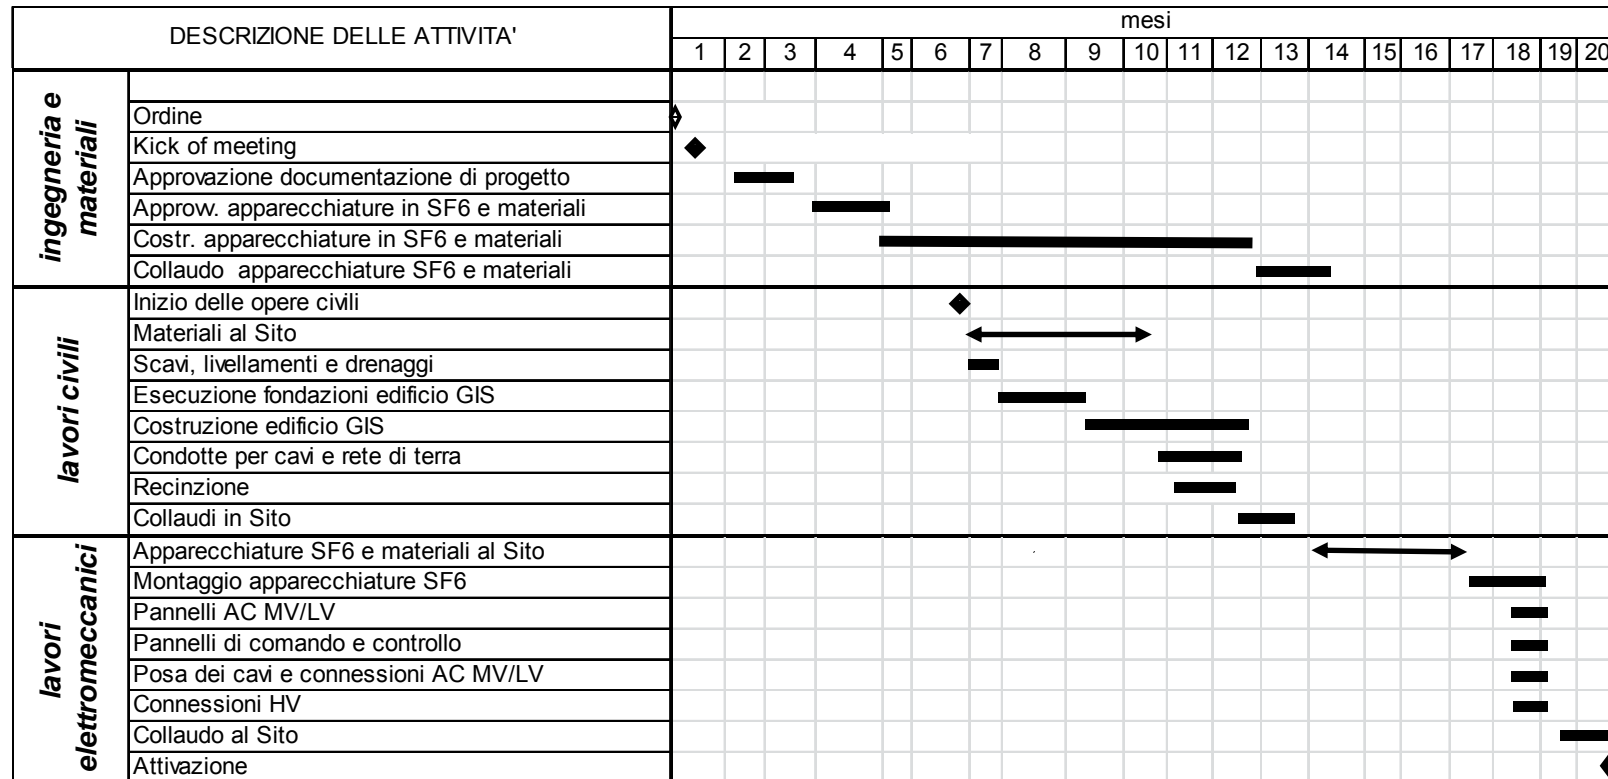 DESCRIZIONE DELLE ATTIVITA'
mesi
1 2 3 4 5 6 7 8 9 10 11 12 13 14 15 16 17 18 19 20
ingegneria e
materiali
Ordine
Kick of meeting
Approvazione documentazione di progetto
Approw. apparecchiature in SF6 e materiali
Costr. apparecchiature in SF6 e materiali
Collaudo apparecchiature SF6 e materiali
lavori civili
Inizio delle opere civili
Materiali al Sito
Scavi, livellamenti e drenaggi
Esecuzione fondazioni edificio GIS
Costruzione edificio GIS
Condotte per cavi e rete di terra
Recinzione
Collaudi in Sito
lavori
elettromeccanici
Apparecchiature SF6 e materiali al Sito
Montaggio apparecchiature SF6
Pannelli AC MV/LV
Pannelli di comando e controllo
Posa dei cavi e connessioni AC MV/LV
Connessioni HV
Collaudo al Sito
Attivazione